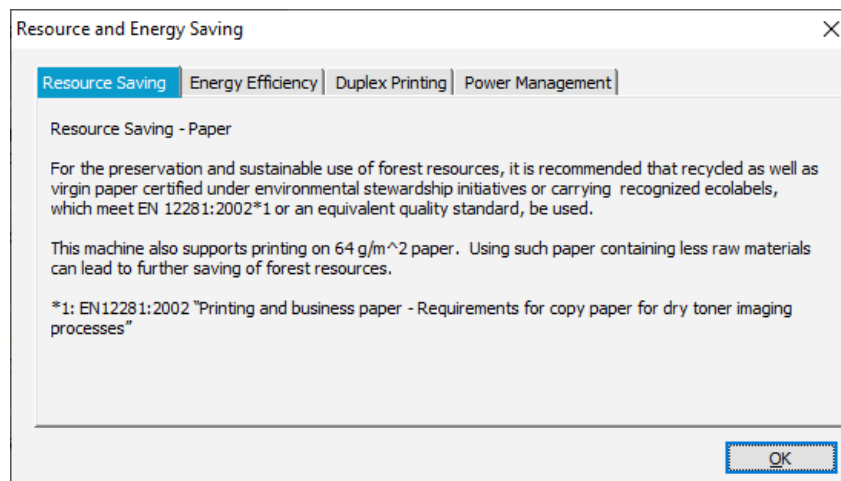 Resource and Energy Saving
Resource Saving Energy Efficiency Duplex Printing Power Management
Resource Saving - Paper
For the preservation and sustainable use of forest resources, it is recommended that recycled as well as
virgin paper certified under environmental stewardship initiatives or carrying  recognized ecolabels,
which meet EN 12281:2002*1 or an equivalent quality standard, be used.
This machine also supports printing on 64 g/m^2 paper.  Using such paper containing less raw materials
can lead to further saving of forest resources.
*1: EN12281:2002 “Printing and business paper - Requirements for copy paper for dry toner imaging
processes”
OK